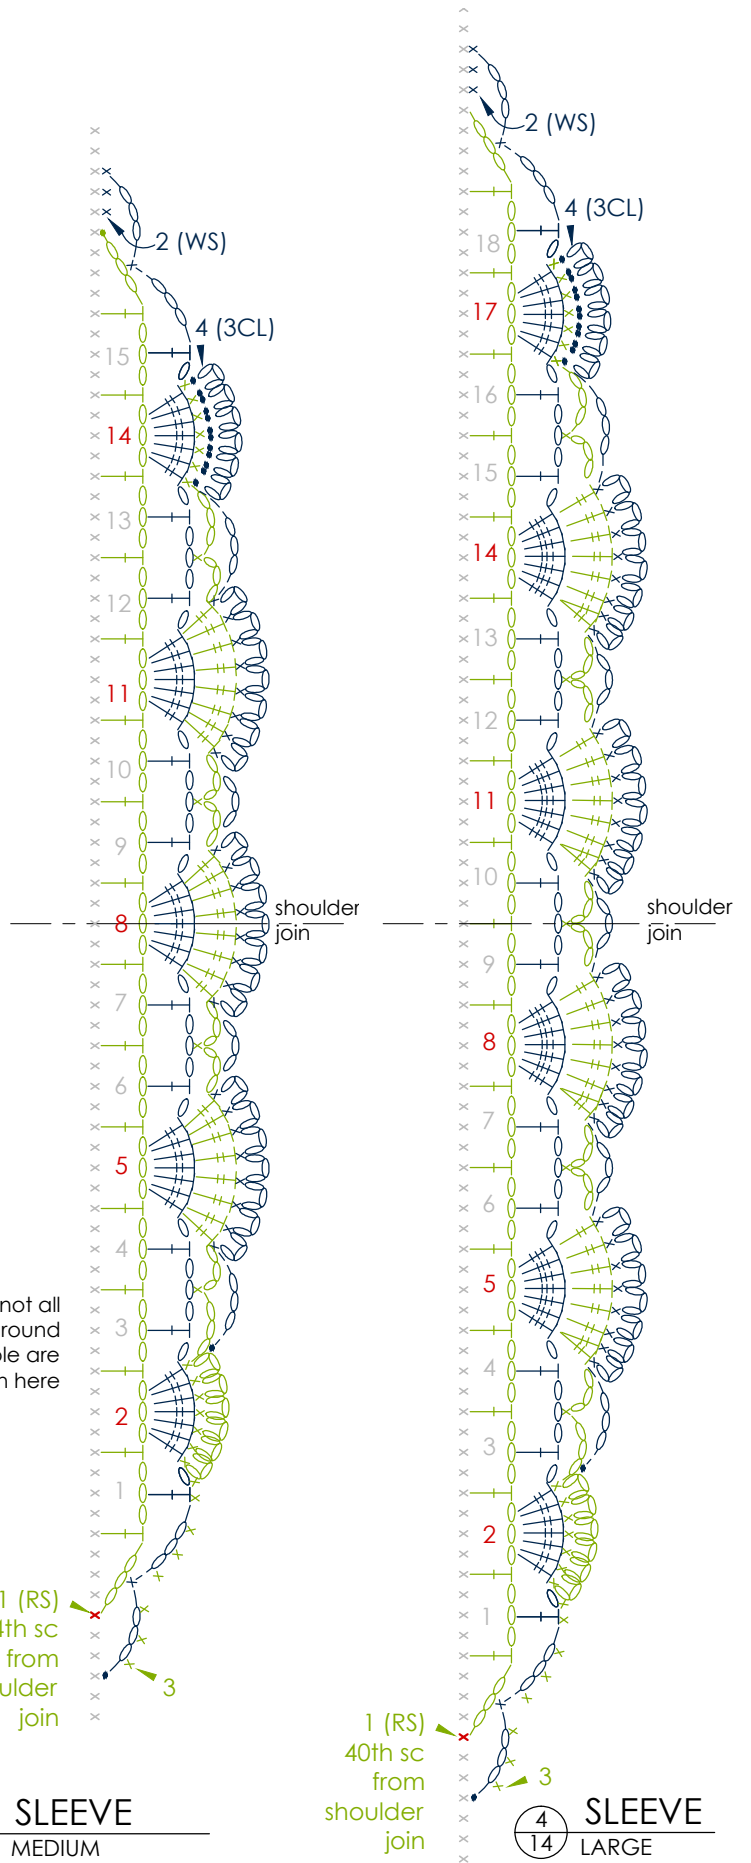 2 (WS)
4 (3CL)
15
14
13
12
11
10
9
8
shoulder
join
7
6
5
4
not all
round
le are
here
3
2
1
1 (RS)
4th sc
from
ulder
join
3
SLEEVE
MEDIUM
2 (WS)
4 (3CL)
18
17
16
15
14
13
12
11
10
shoulder
join
9
8
7
6
5
4
3
2
1
1 (RS)
40th sc
from
shoulder
join
3
4
14
SLEEVE
LARGE